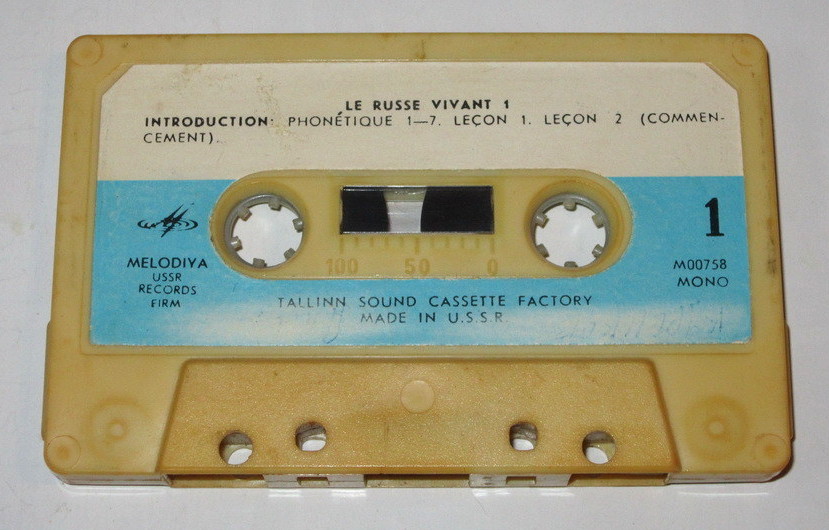 LE RUSSE VIVANT 1
INTRODUCTION: PHONÉTIQUE 1—7. LEÇON 1. LEÇON 2 (COMMEN-
CEMENT).
1
MELODIYA
USSR
RECORDS
FIRM
100 50 0
M00758
MONO
TALLINN SOUND CASSETTE FACTORY
MADE IN U.S.S.R.